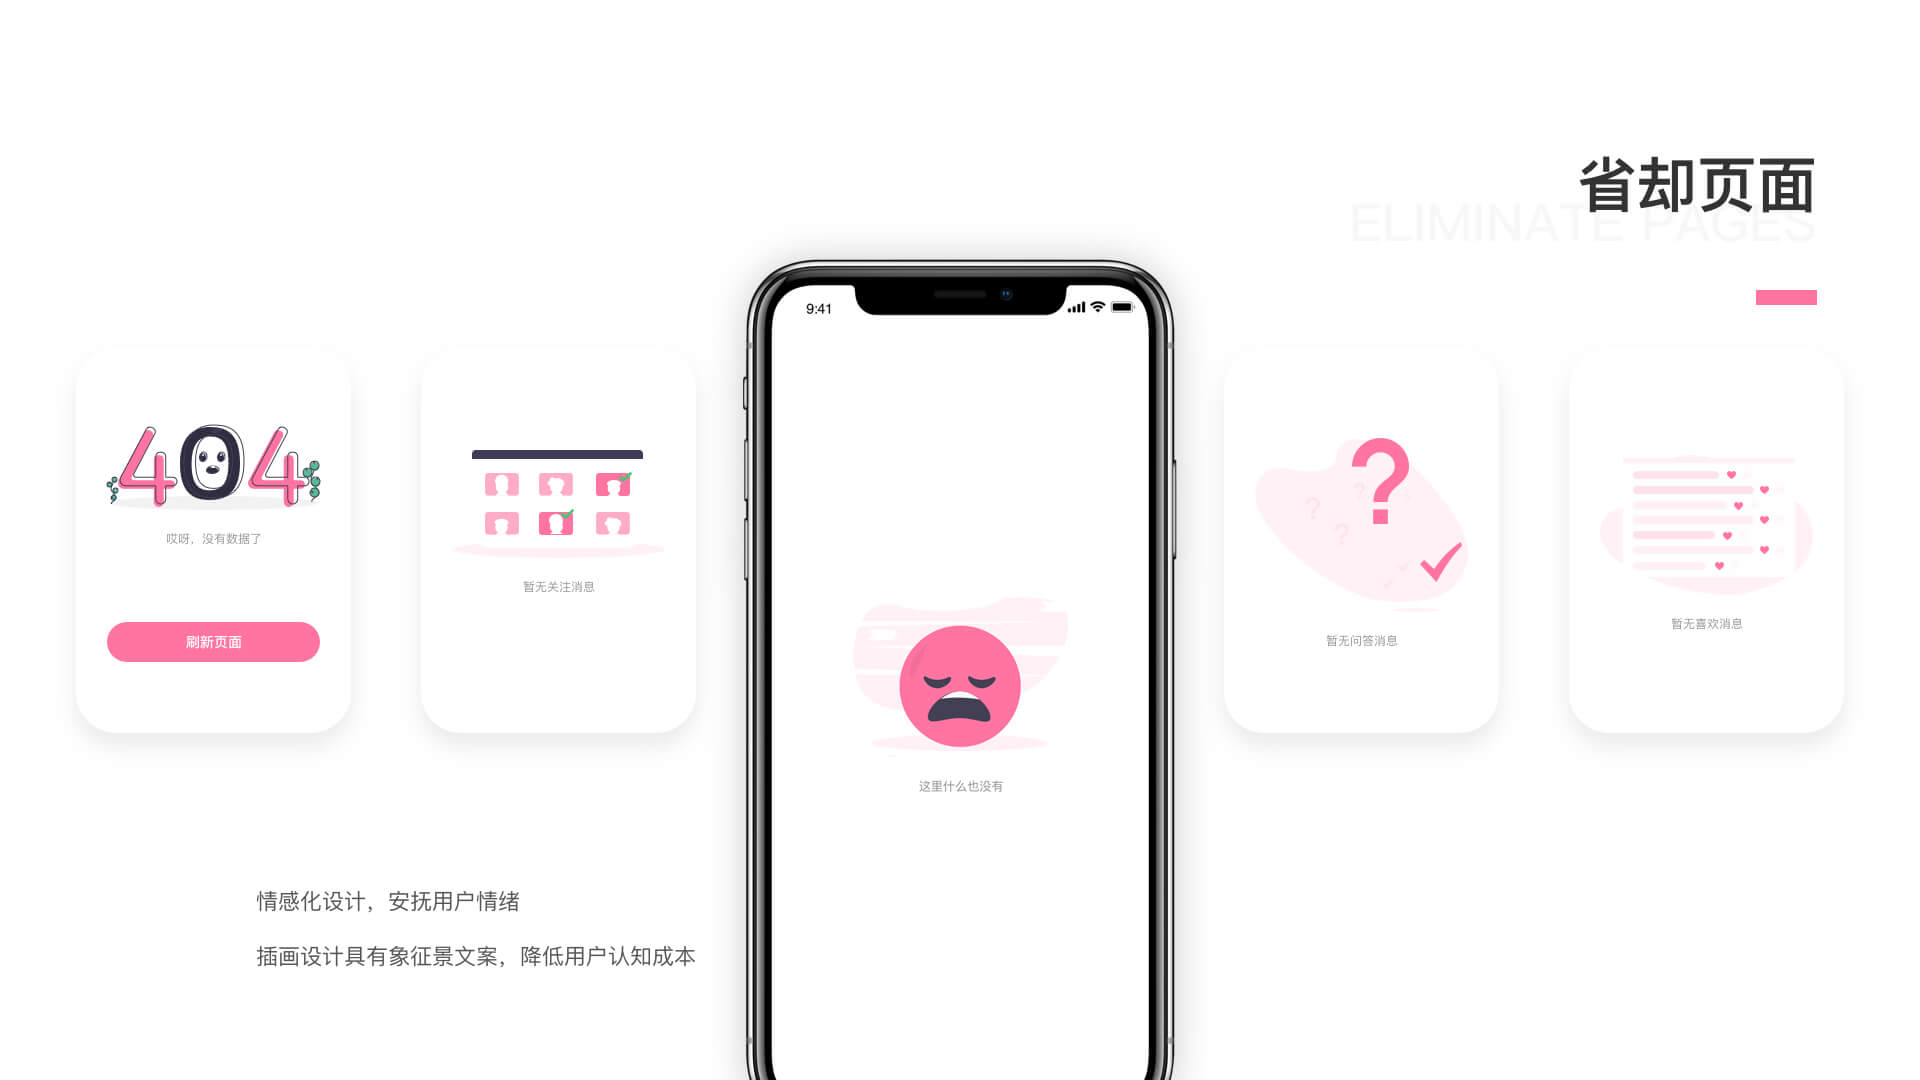 省却页面
ELIMINATE PAGES
9:41
404
哎呀，没有数据了
刷新页面
暂无关注消息
这里什么也没有
?
? ? ?
暂无问答消息
暂无喜欢消息
情感化设计，安抚用户情绪
插画设计具有象征景文案，降低用户认知成本